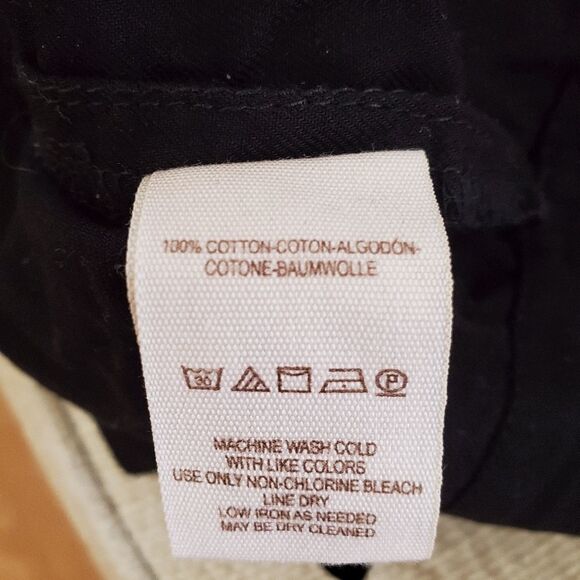 100% COTTON-COTON-ALGODÓN-
COTONE-BAUMWOLLE
30 P
MACHINE WASH COLD
WITH LIKE COLORS
USE ONLY NON-CHLORINE BLEACH
LINE DRY
LOW IRON AS NEEDED
MAY BE DRY CLEANED